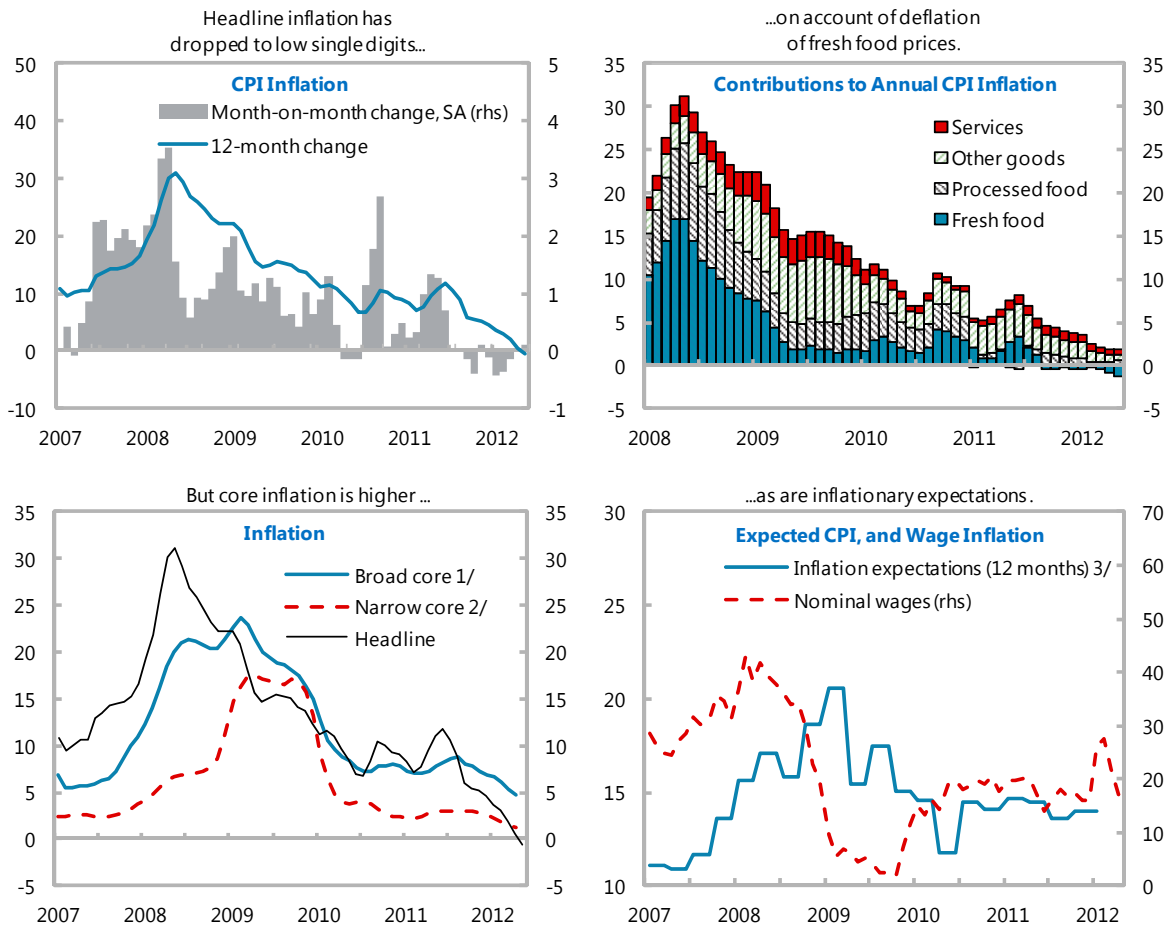 Headline inflation has
dropped to low single digits...
CPI Inflation
Month-on-month change, SA (rhs)
12-month change
50
40
30
20
10
0
-10
5
4
3
2
1
0
-1
2007 2008 2009 2010 2011 2012
...on account of deflation
of fresh food prices.
Contributions to Annual CPI Inflation
Services
Other goods
Processed food
Fresh food
35
30
25
20
15
10
5
0
-5
35
30
25
20
15
10
5
0
-5
2008 2009 2010 2011 2012
But core inflation is higher ...
Inflation
Broad core 1/
Narrow core 2/
Headline
35
30
25
20
15
10
5
0
-5
35
30
25
20
15
10
5
0
-5
2007 2008 2009 2010 2011 2012
...as are inflationary expectations.
Expected CPI, and Wage Inflation
Inflation expectations (12 months) 3/
Nominal wages (rhs)
30
25
20
15
10
70
60
50
40
30
20
10
0
2007 2008 2009 2010 2011 2012